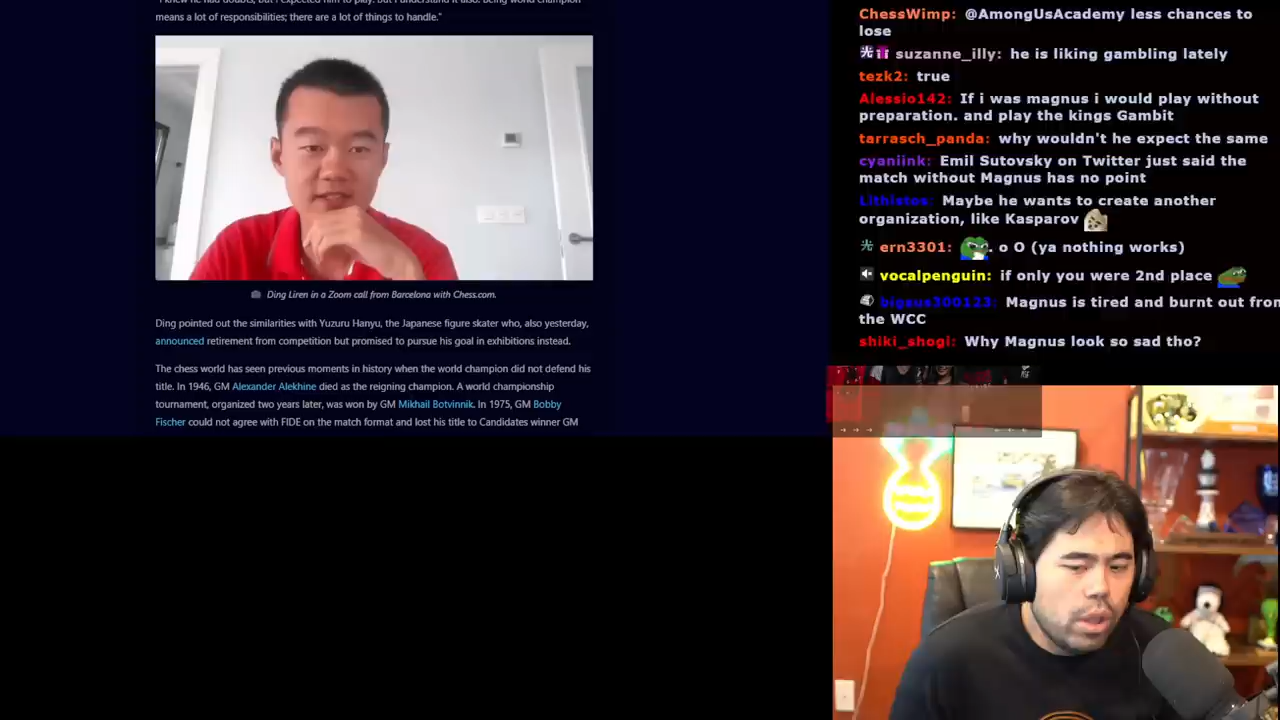 "I knew he had doubts, but I expected him to play. But I understand it also. Being world champion
means a lot of responsibilities; there are a lot of things to handle."
Ding Liren in a Zoom call from Barcelona with Chess.com.
Ding pointed out the similarities with Yuzuru Hanyu, the Japanese figure skater who, also yesterday,
announced retirement from competition but promised to pursue his goal in exhibitions instead.
The chess world has seen previous moments in history when the world champion did not defend his
title. In 1946, GM Alexander Alekhine died as the reigning champion. A world championship
tournament, organized two years later, was won by GM Mikhail Botvinnik. In 1975, GM Bobby
Fischer could not agree with FIDE on the match format and lost his title to Candidates winner GM
ChessWimp: @AmongUsAcademy less chances to
lose
suzanne_illy: he is liking gambling lately
tezk2: true
Alessio142: If i was magnus i would play without
preparation. and play the kings Gambit
tarrasch_panda: why wouldn't he expect the same
cyaniink: Emil Sutovsky on Twitter just said the
match without Magnus has no point
Lithistos: Maybe he wants to create another
organization, like Kasparov
ern3301: . o O (ya nothing works)
vocalpenguin: if only you were 2nd place
bigsus300123: Magnus is tired and burnt out from
the WCC
shiki_shogi: Why Magnus look so sad tho?